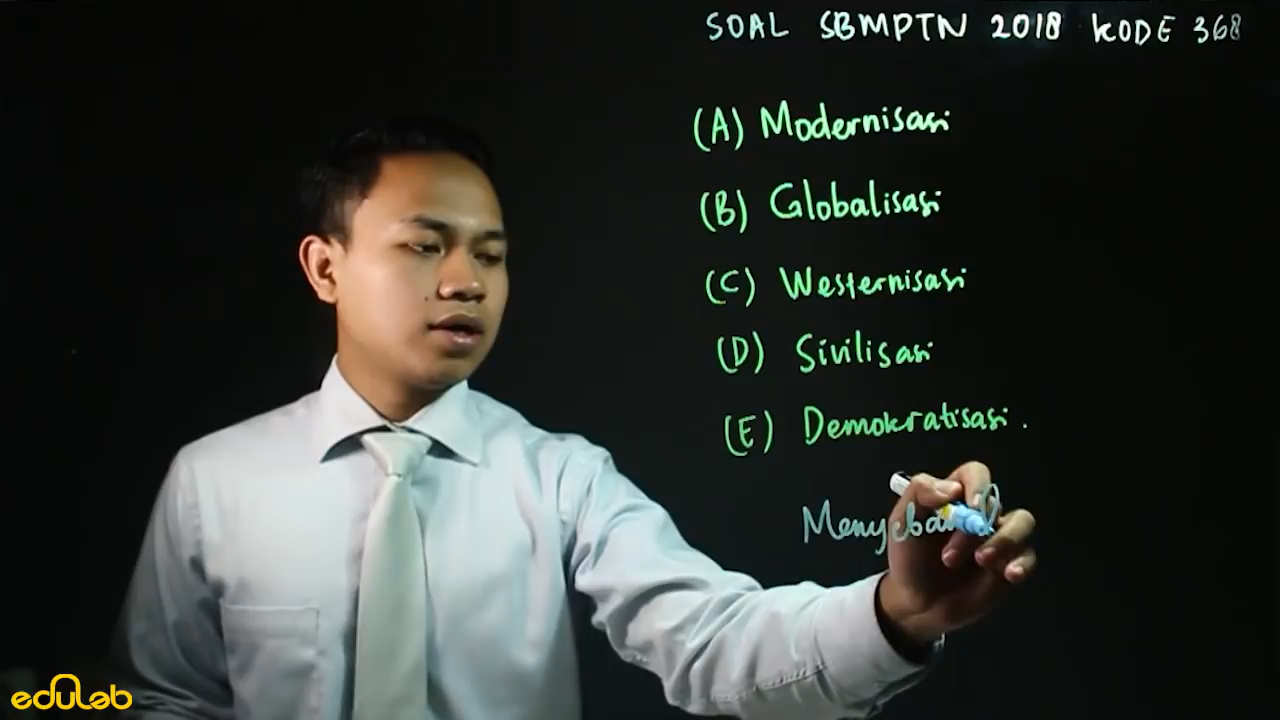 SOAL SBMPTN 2018 KODE 368
(A) Modernisasi
(B) Globalisasi
(C) Westernisasi
(D) Sivilisasi
(E) Demokratisasi.
edulab